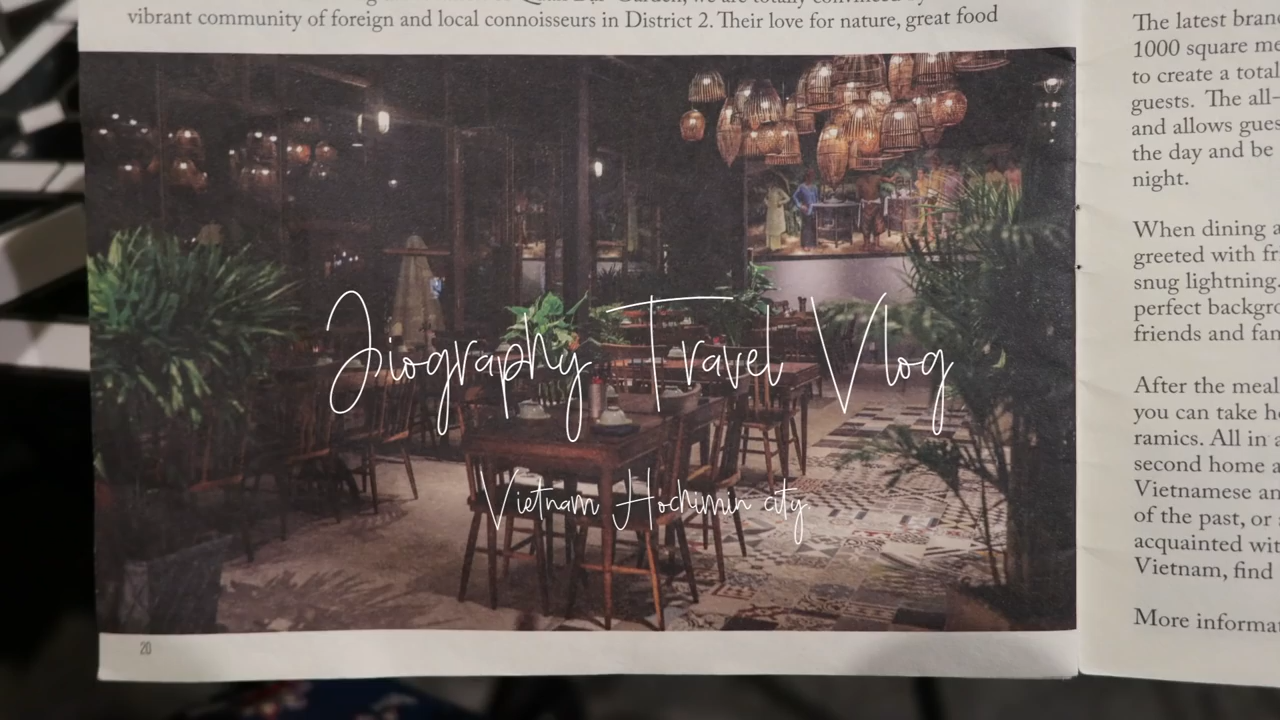 vibrant community of foreign and local connoisseurs in District 2. Their love for nature, great food
Biography Travel Vlog
Vietnam Hochimin city
20
The latest bran
1000 square me
to create a total
guests. The all-
and allows gues
the day and be
night.
When dining a
greeted with fr
snug lightning.
perfect backgro
friends and fan
After the meal
you can take h
ramics. All in a
second home a
Vietnamese an
of the past, or
acquainted wit
Vietnam, find
More informa